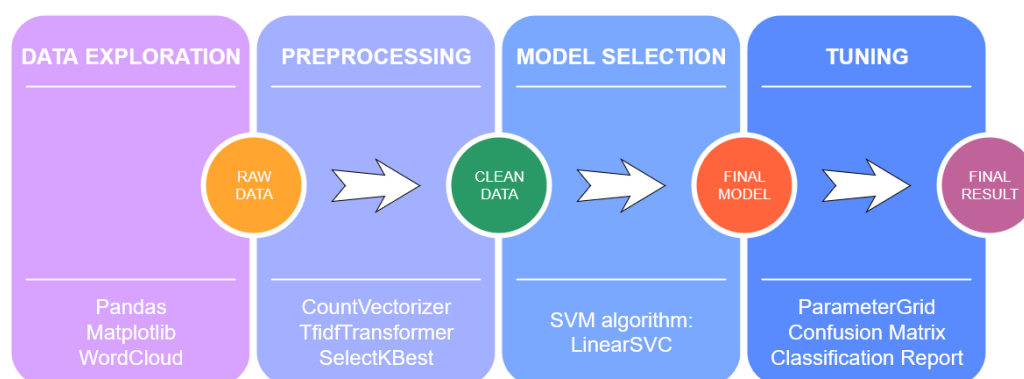 DATA EXPLORATION
PREPROCESSING
MODEL SELECTION
TUNING
RAW
DATA
CLEAN
DATA
FINAL
MODEL
FINAL
RESULT
Pandas
Matplotlib
WordCloud
CountVectorizer
TfidfTransformer
SelectKBest
SVM algorithm:
LinearSVC
ParameterGrid
Confusion Matrix
Classification Report